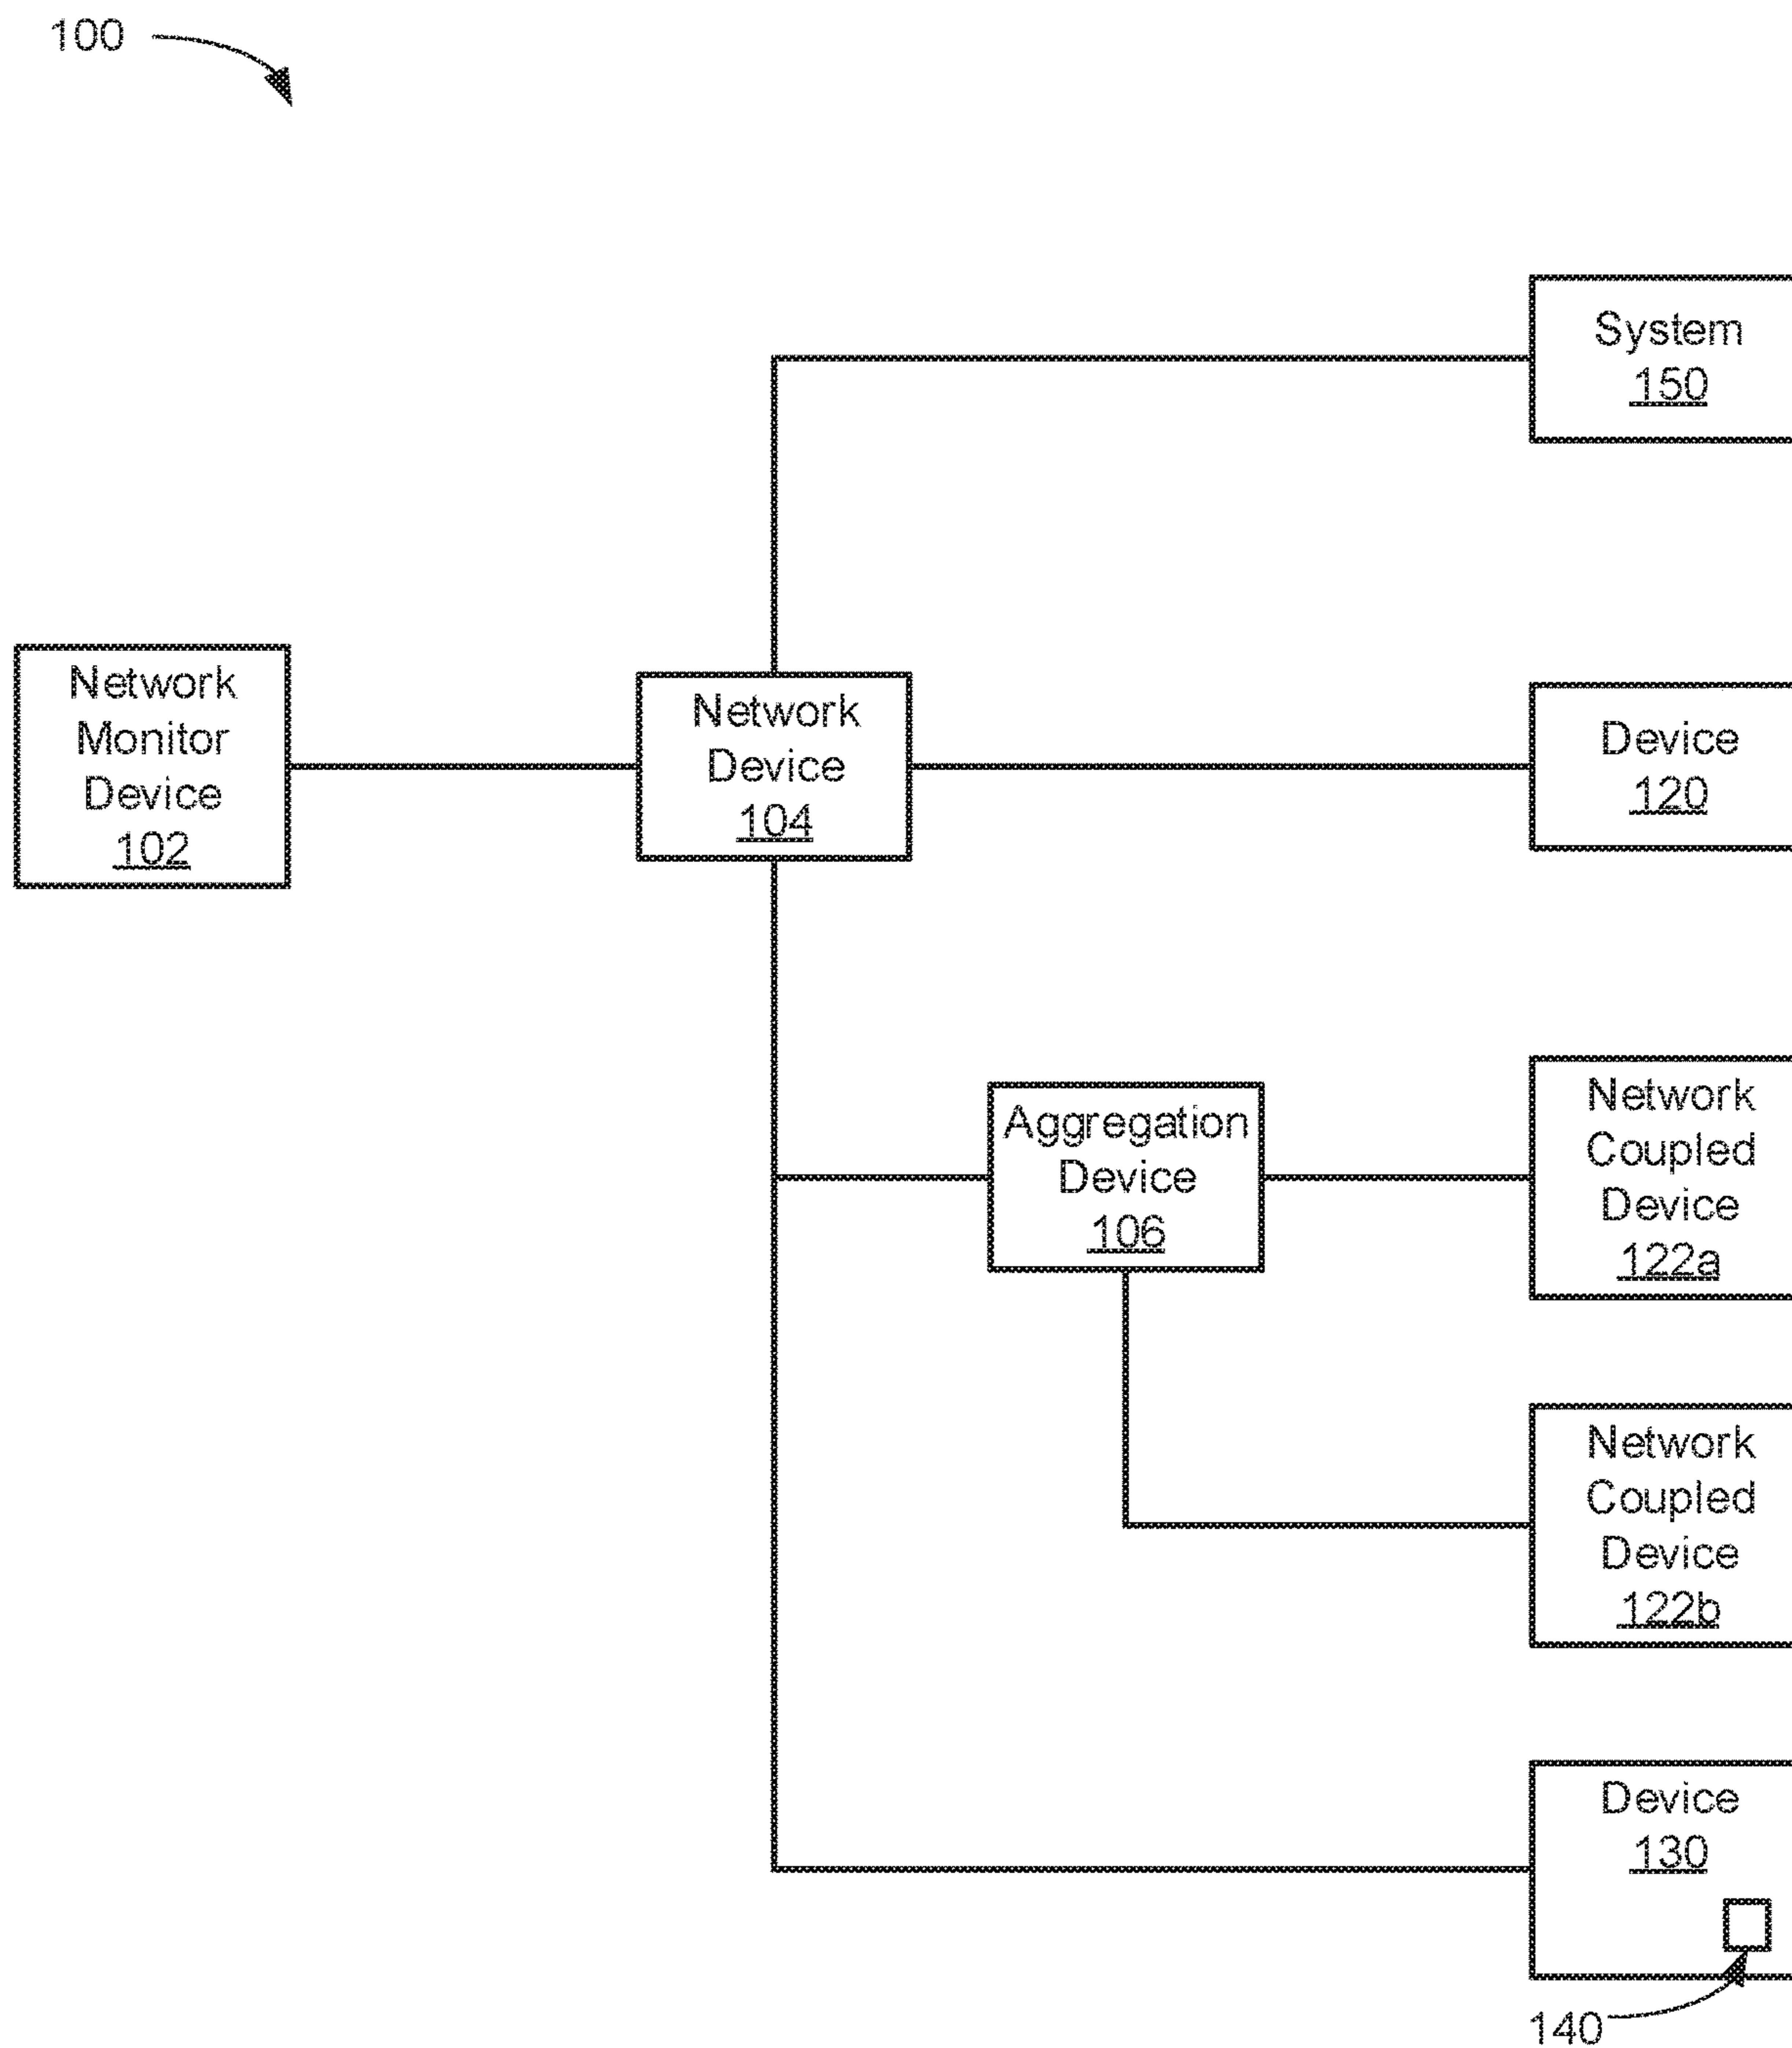 100
System
150
Network
Monitor
Device
102
Network
Device
104
Device
120
Aggregation
Device
106
Network
Coupled
Device
122a
Network
Coupled
Device
122b
Device
130
140